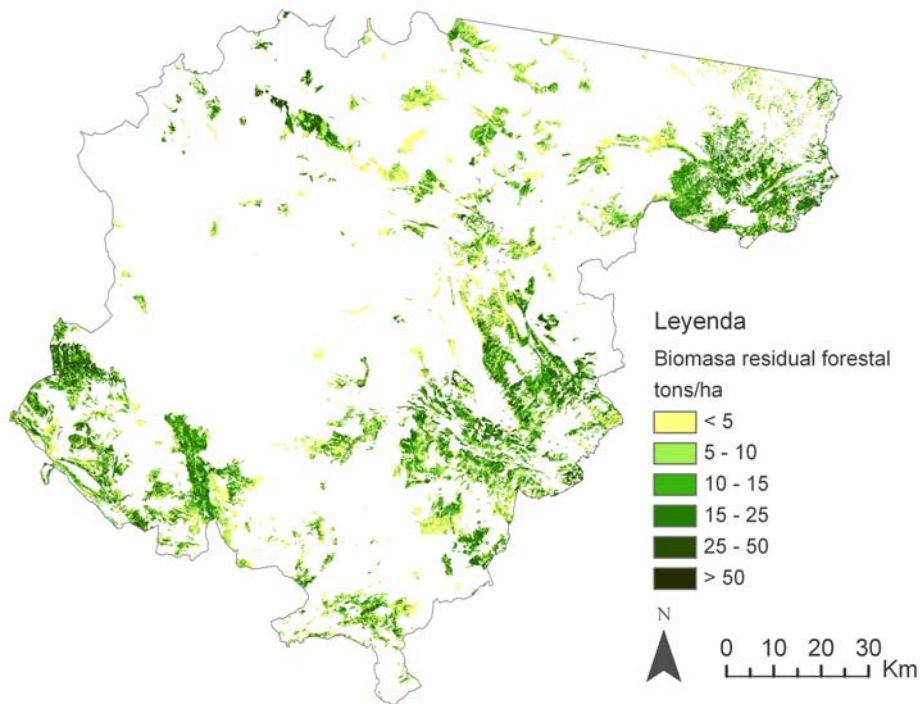 Leyenda
Biomasa residual forestal
tons/ha
< 5
5 - 10
10 - 15
15 - 25
25 - 50
> 50
N
0 10 20 30
Km